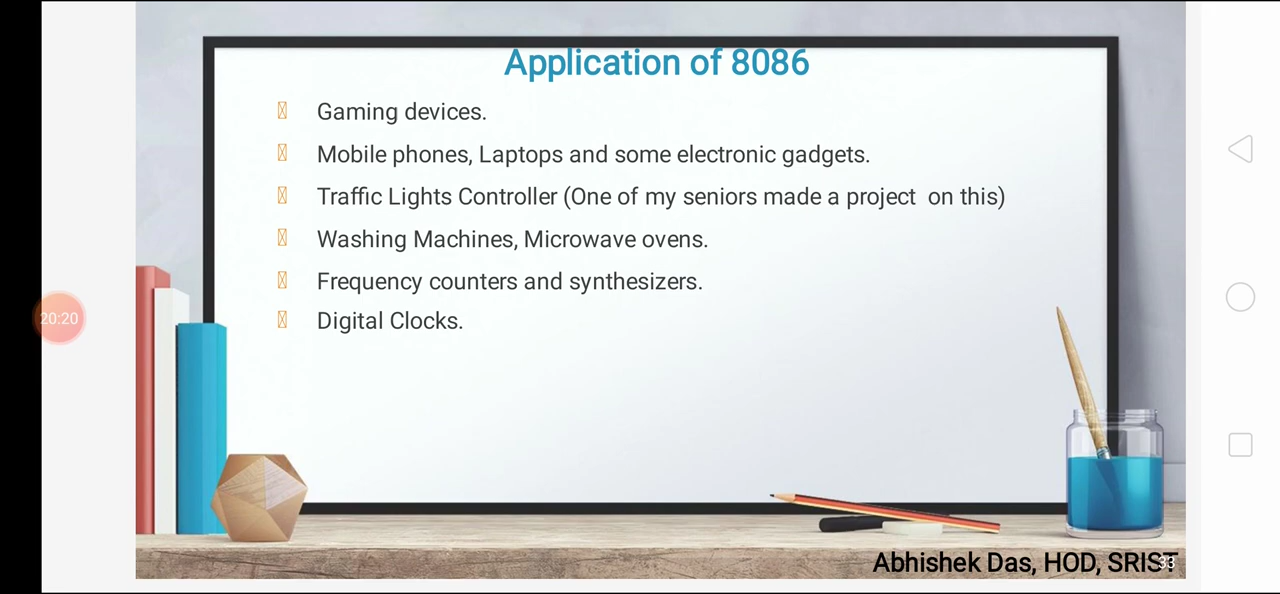 Application of 8086
Gaming devices.
Mobile phones, Laptops and some electronic gadgets.
Traffic Lights Controller (One of my seniors made a project  on this)
Washing Machines, Microwave ovens.
Frequency counters and synthesizers.
Digital Clocks.
20:20
Abhishek Das, HOD, SRIST
33